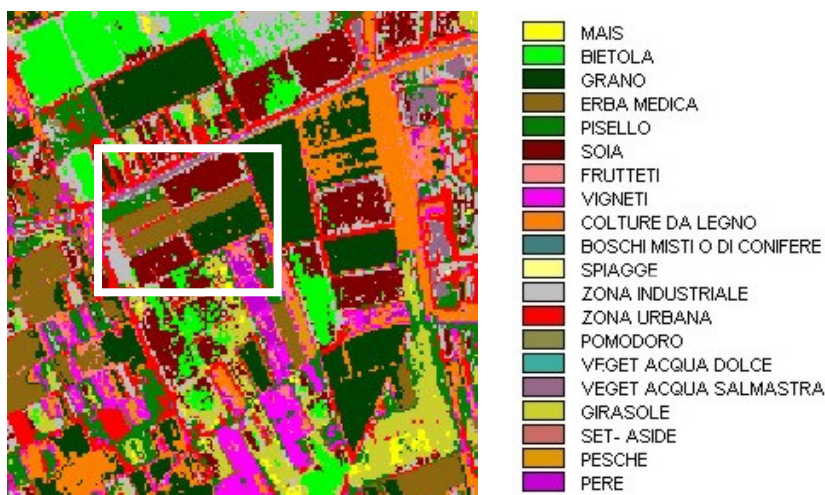 MAIS
BIETOLA
GRANO
ERBA MEDICA
PISELLO
SOIA
FRUTTETI
VIGNETI
COLTURE DA LEGNO
BOSCHI MISTI O DI CONIFERE
SPIAGGE
ZONA INDUSTRIALE
ZONA URBANA
POMODORO
VEGET ACQUA DOLCE
VEGET ACQUA SALMASTRA
GIRASOLE
SET- ASIDE
PESCHE
PERE